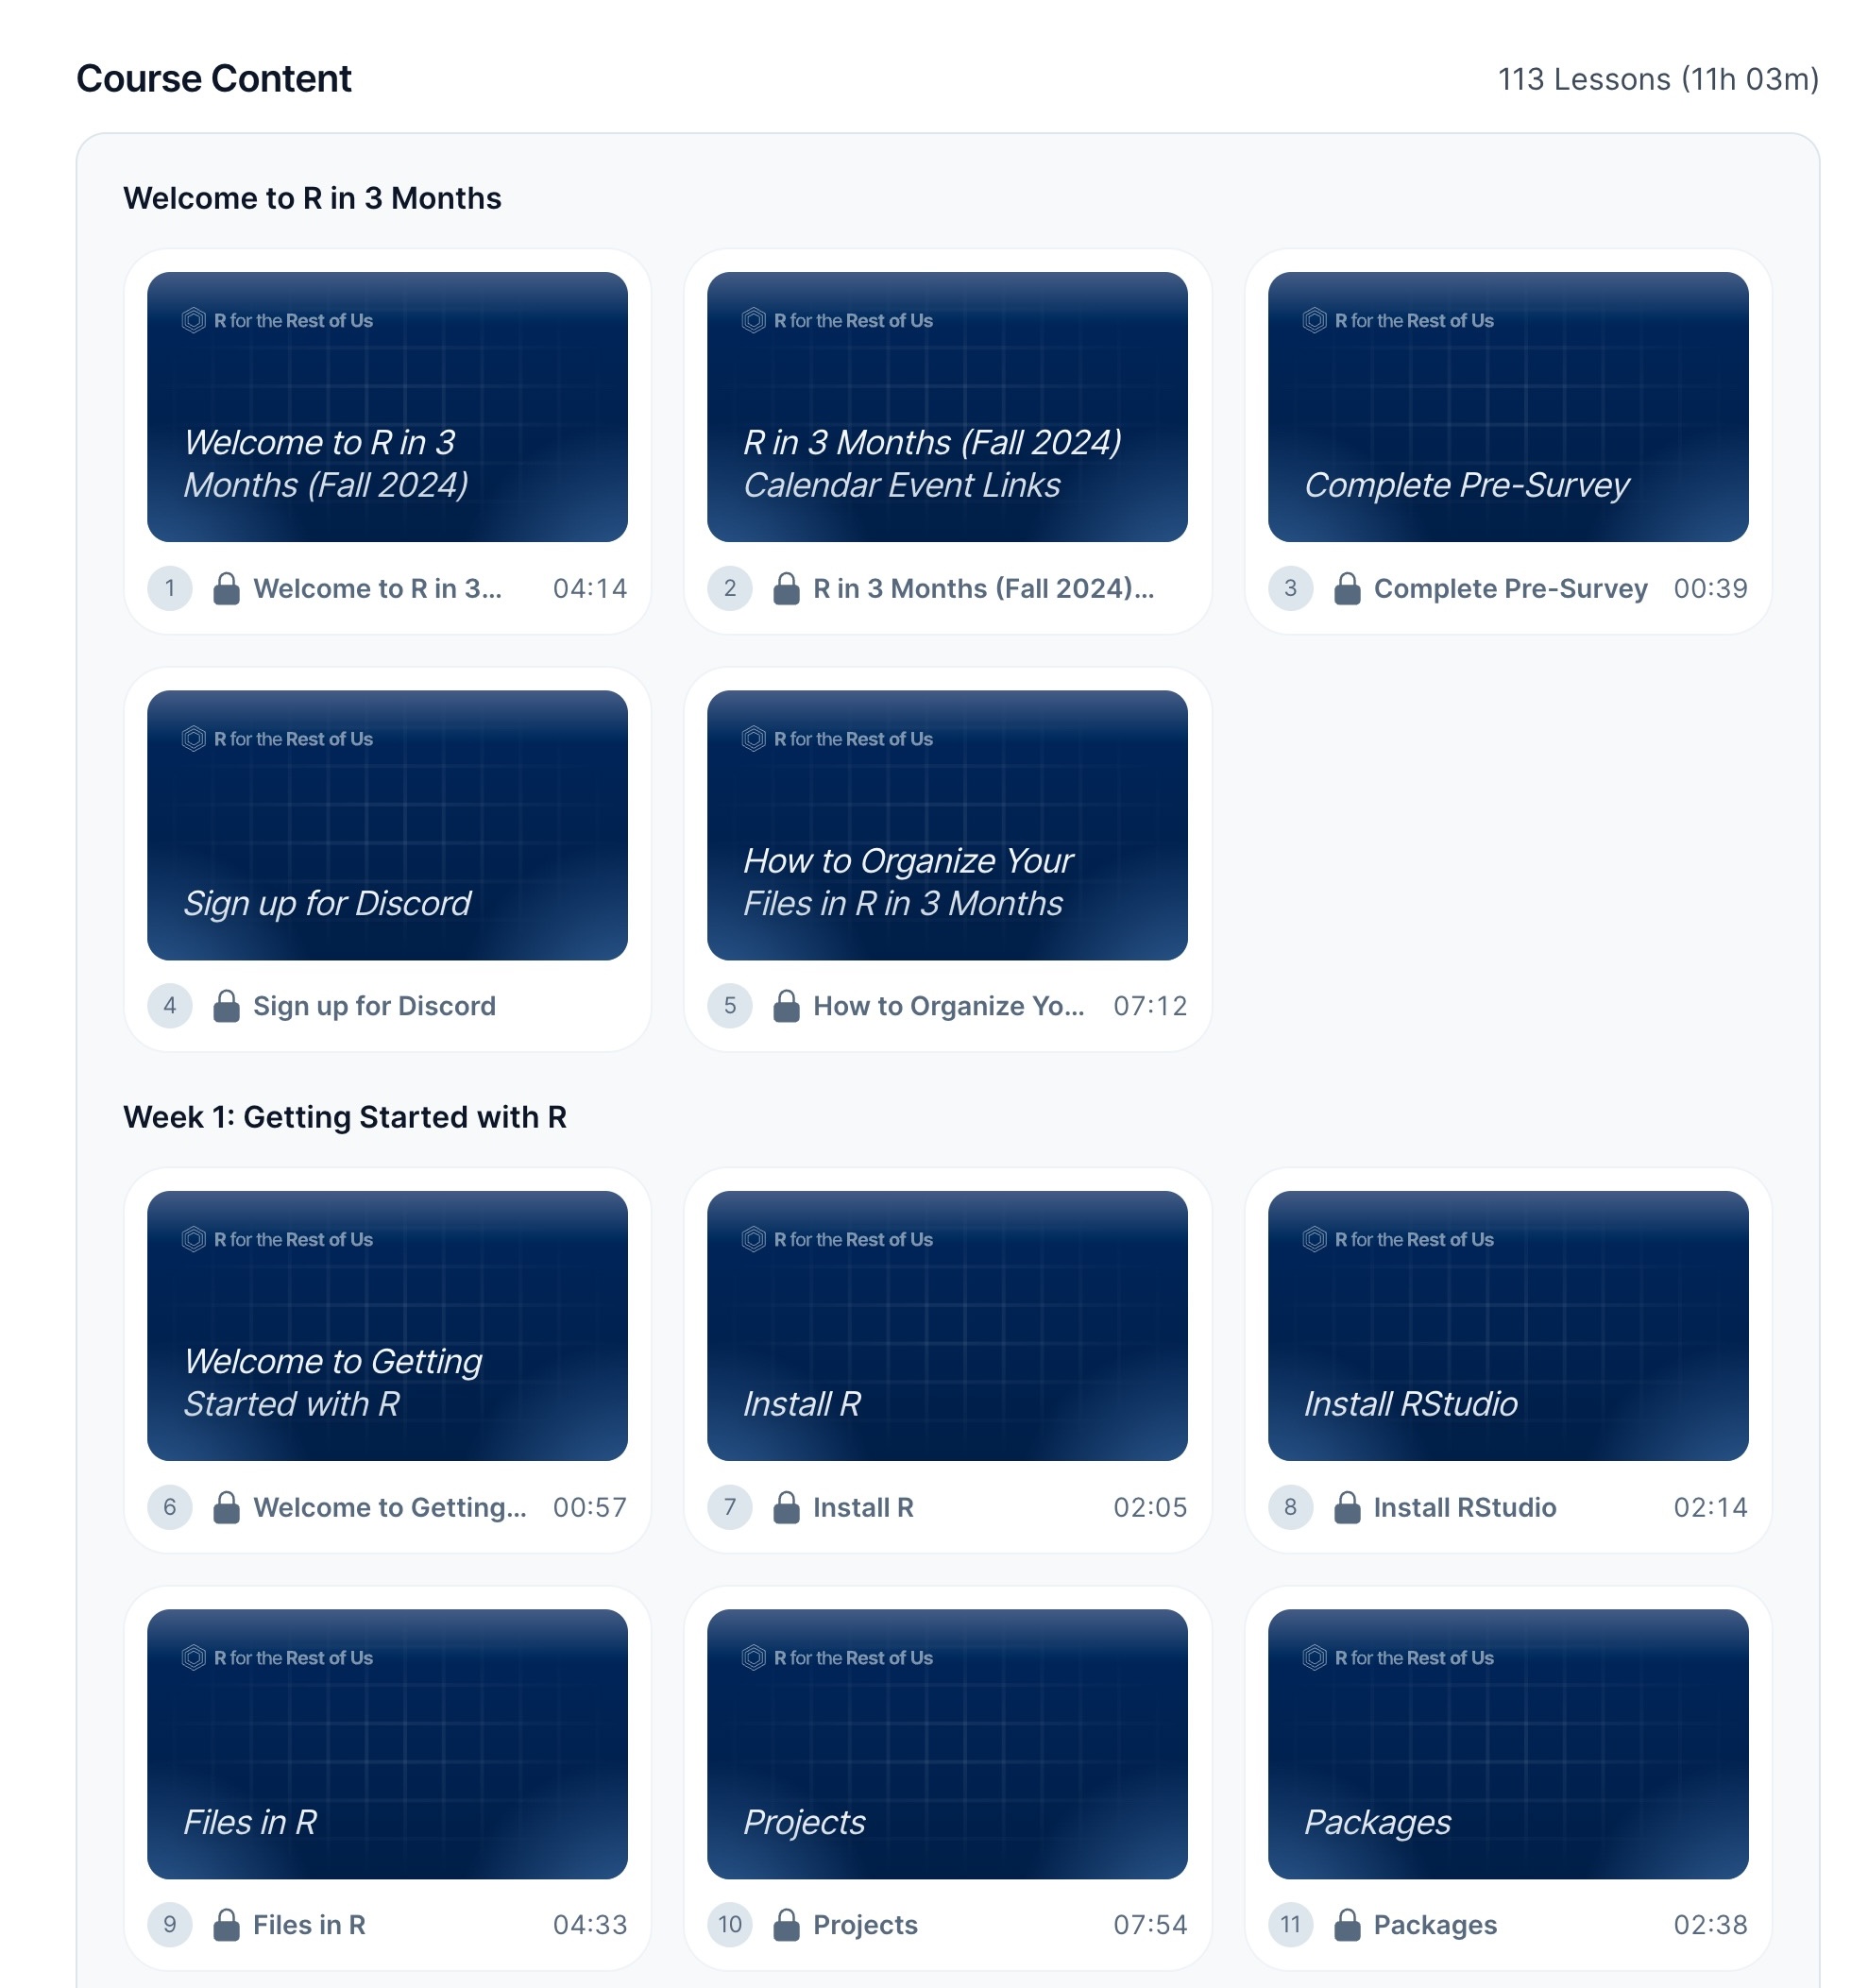 Course Content
113 Lessons (11h 03m)
Welcome to R in 3 Months
R for the Rest of Us
Welcome to R in 3
Months (Fall 2024)
1 Welcome to R in 3... 04:14
R for the Rest of Us
R in 3 Months (Fall 2024)
Calendar Event Links
2 R in 3 Months (Fall 2024)...
R for the Rest of Us
Complete Pre-Survey
3 Complete Pre-Survey 00:39
R for the Rest of Us
Sign up for Discord
4 Sign up for Discord
R for the Rest of Us
How to Organize Your
Files in R in 3 Months
5 How to Organize Yo... 07:12
Week 1: Getting Started with R
R for the Rest of Us
Welcome to Getting
Started with R
6 Welcome to Getting... 00:57
R for the Rest of Us
Install R
7 Install R 02:05
R for the Rest of Us
Install RStudio
8 Install RStudio 02:14
R for the Rest of Us
Files in R
9 Files in R 04:33
R for the Rest of Us
Projects
10 Projects 07:54
R for the Rest of Us
Packages
11 Packages 02:38